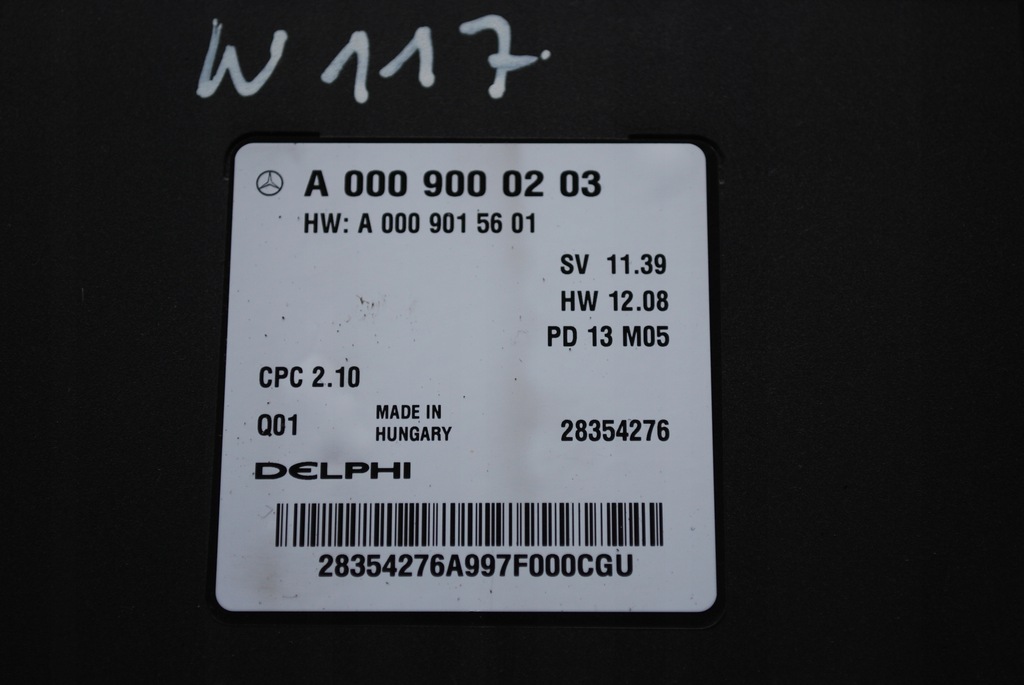 W 117.
A 000 900 02 03
HW: A 000 901 56 01
SV 11.39
HW 12.08
PD 13 M05
CPC 2.10
Q01
MADE IN
HUNGARY
28354276
DELPHI
28354276A997F000CGU